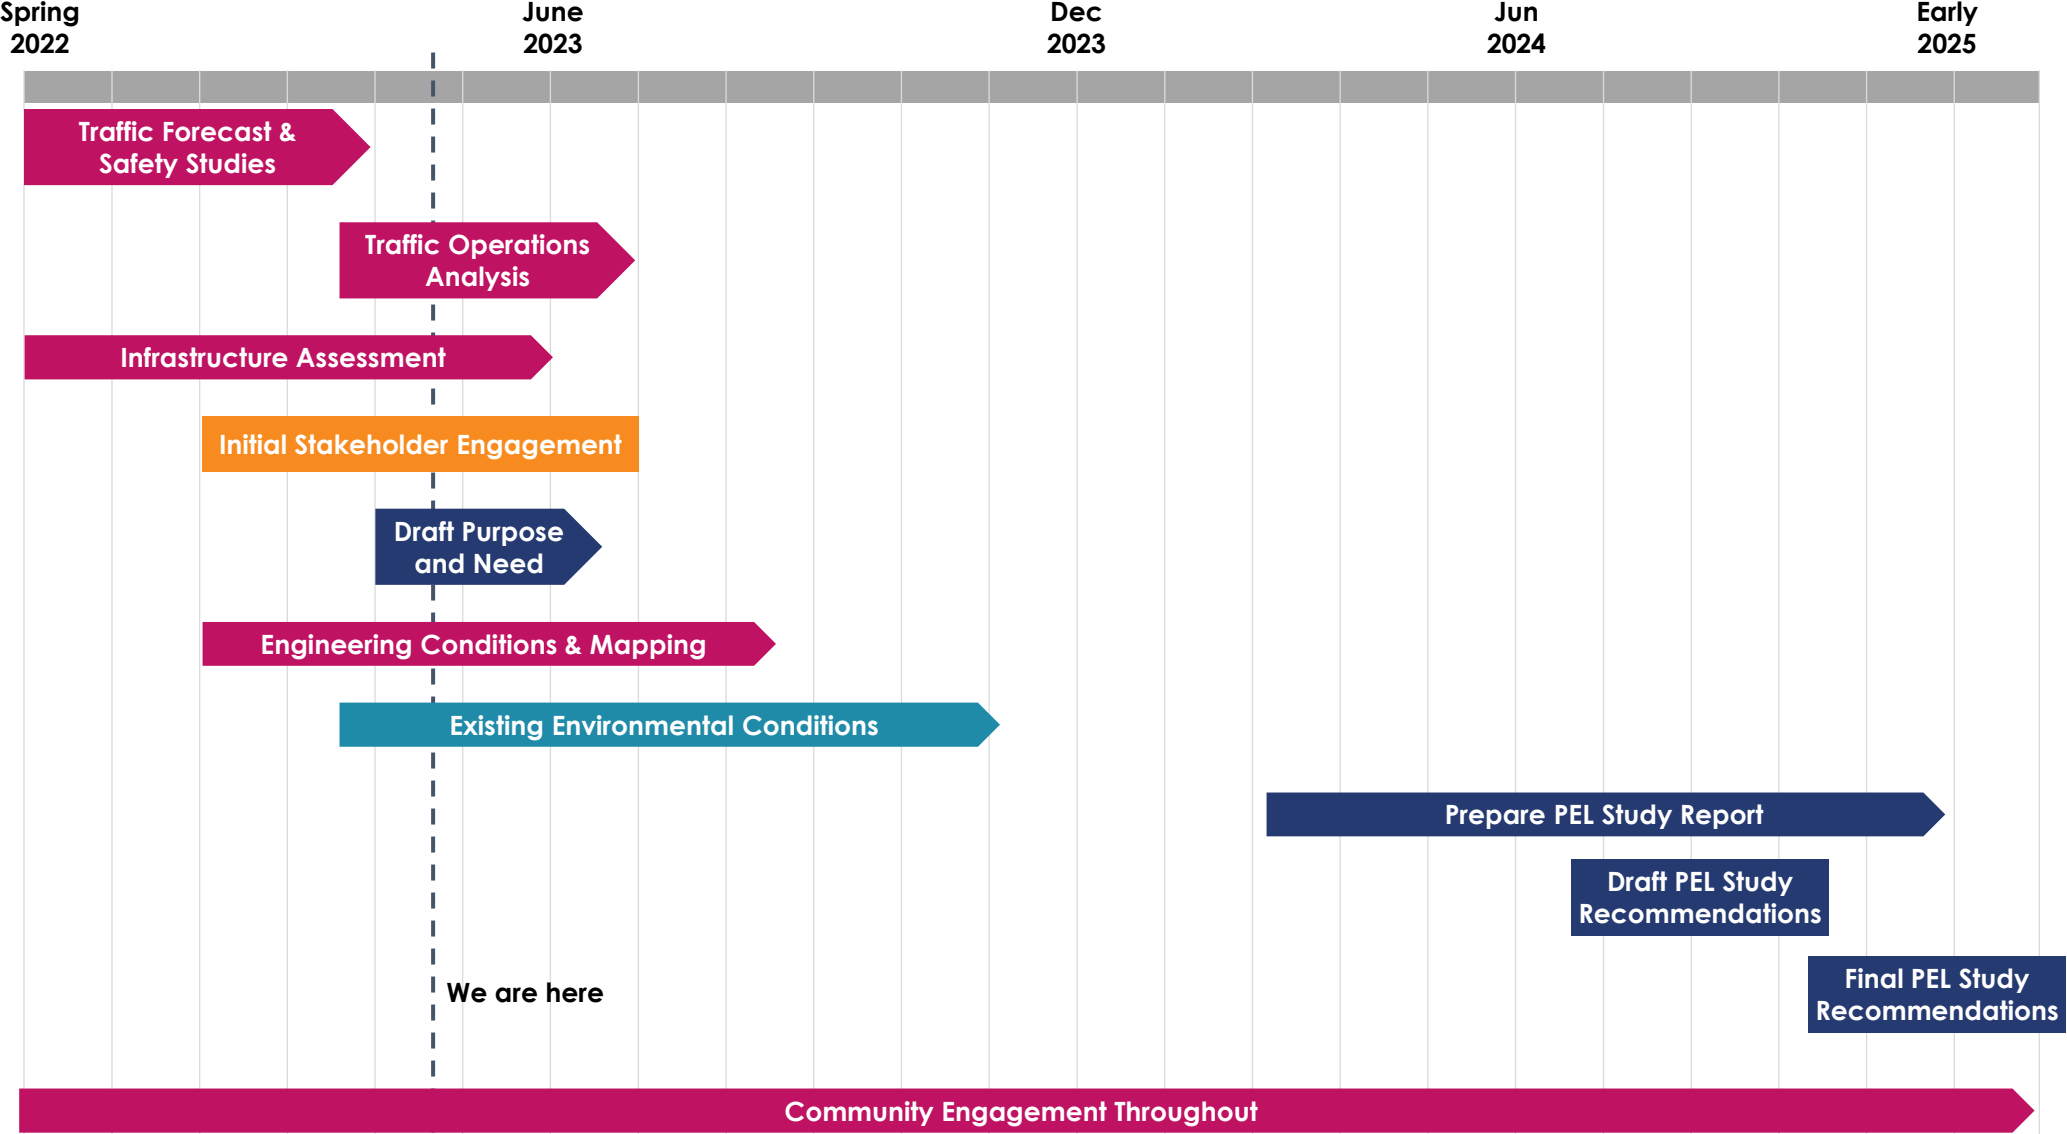 Spring
2022
June
2023
Dec
2023
Jun
2024
Early
2025
Traffic Forecast &
Safety Studies
Traffic Operations
Analysis
Infrastructure Assessment
Initial Stakeholder Engagement
Draft Purpose
and Need
Engineering Conditions & Mapping
Existing Environmental Conditions
Prepare PEL Study Report
Draft PEL Study
Recommendations
Final PEL Study
Recommendations
We are here
Community Engagement Throughout